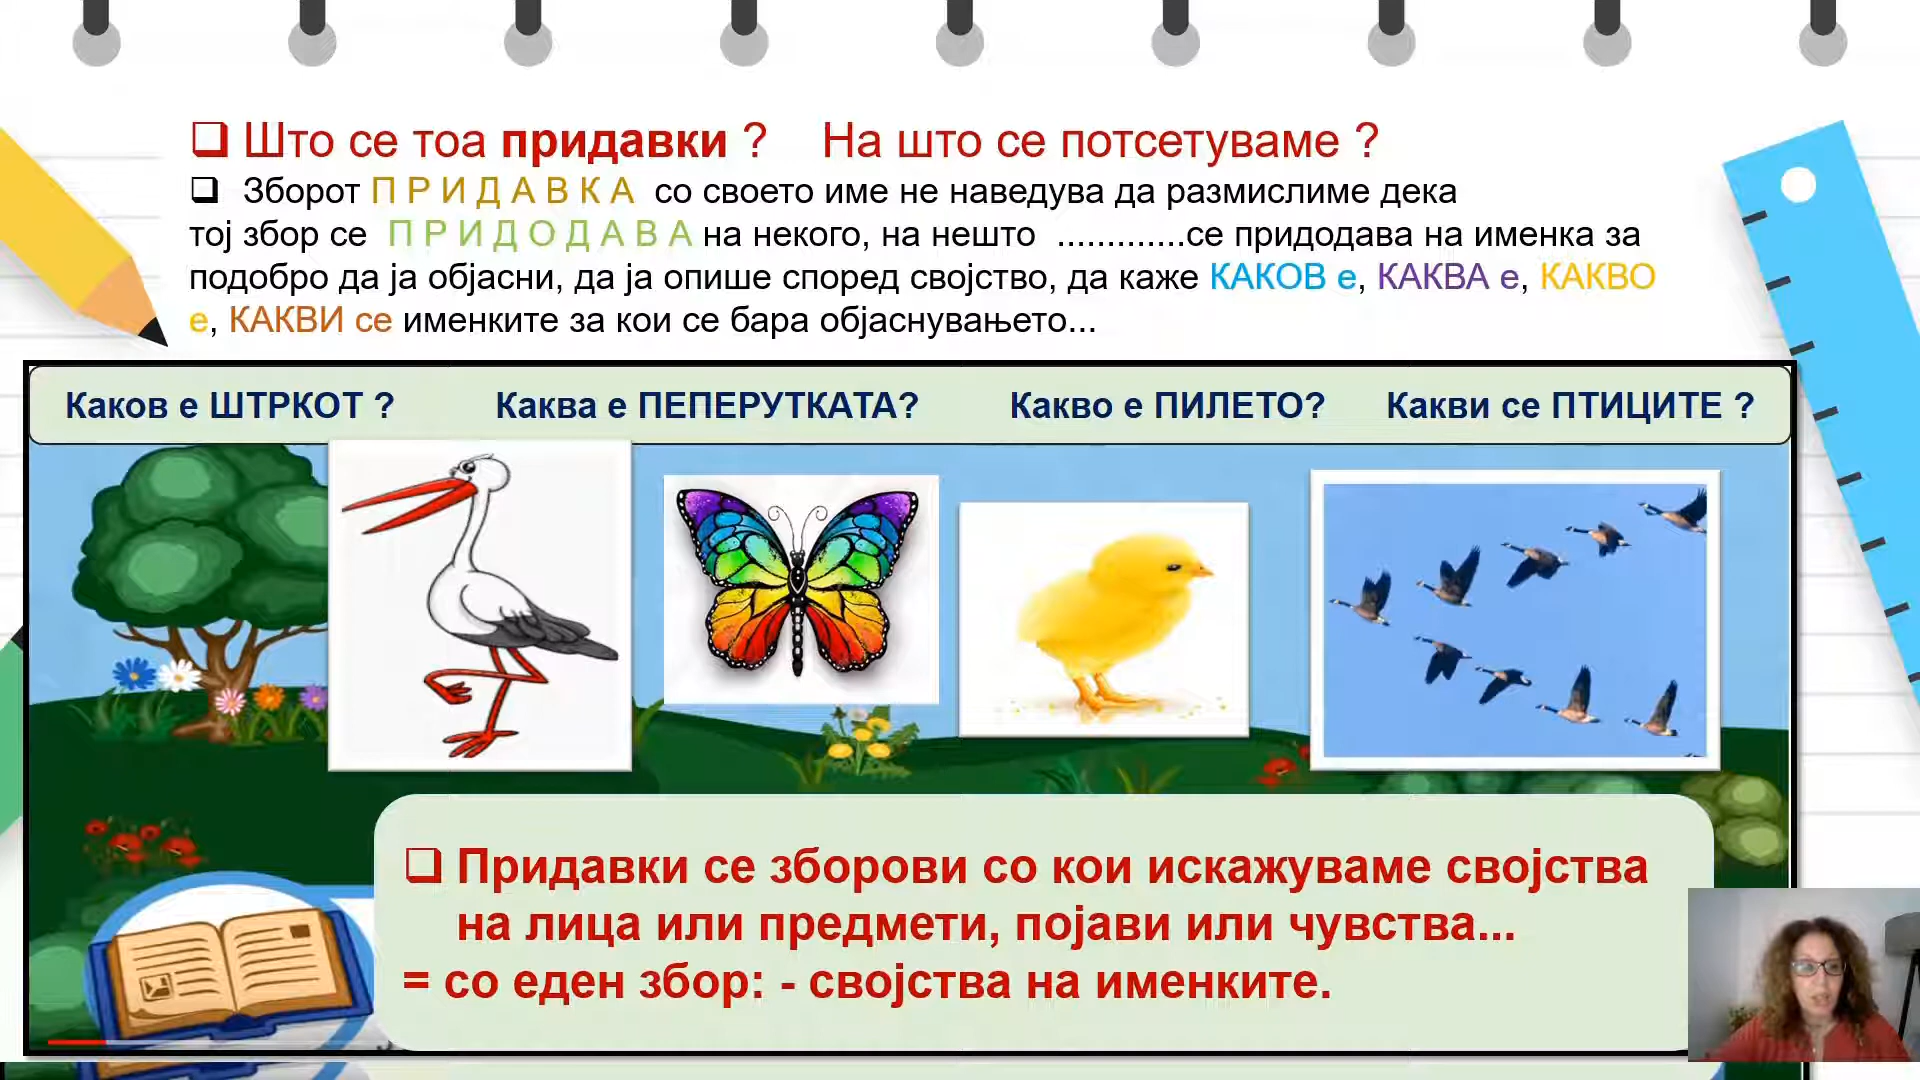 Што се тоа придавки ? На што се потсетуваме ?
Зборот П Р И Д А В К А со своето име не наведува да размислиме дека
тој збор се П Р И Д О Д А В А на некого, на нешто .............се придодава на именка за
подобро да ја објасни, да ја опише според својство, да каже КАКОВ е, КАКВА е, КАКВО
е, КАКВИ се именките за кои се бара објаснувањето...
Каков е ШТРКОТ ? Каква е ПЕПЕРУТКАТА? Какво е ПИЛЕТО? Какви се ПТИЦИТЕ ?
Придавки се зборови со кои искажуваме својства
на лица или предмети, појави или чувства...
= со еден збор: - својства на именките.